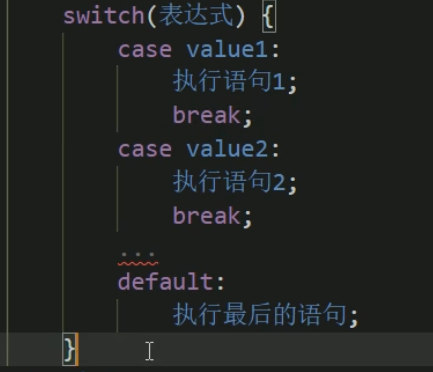 switch(表达式) {
case value1:
执行语句1;
break;
case value2:
执行语句2;
break;
...
default:
执行最后的语句;
}